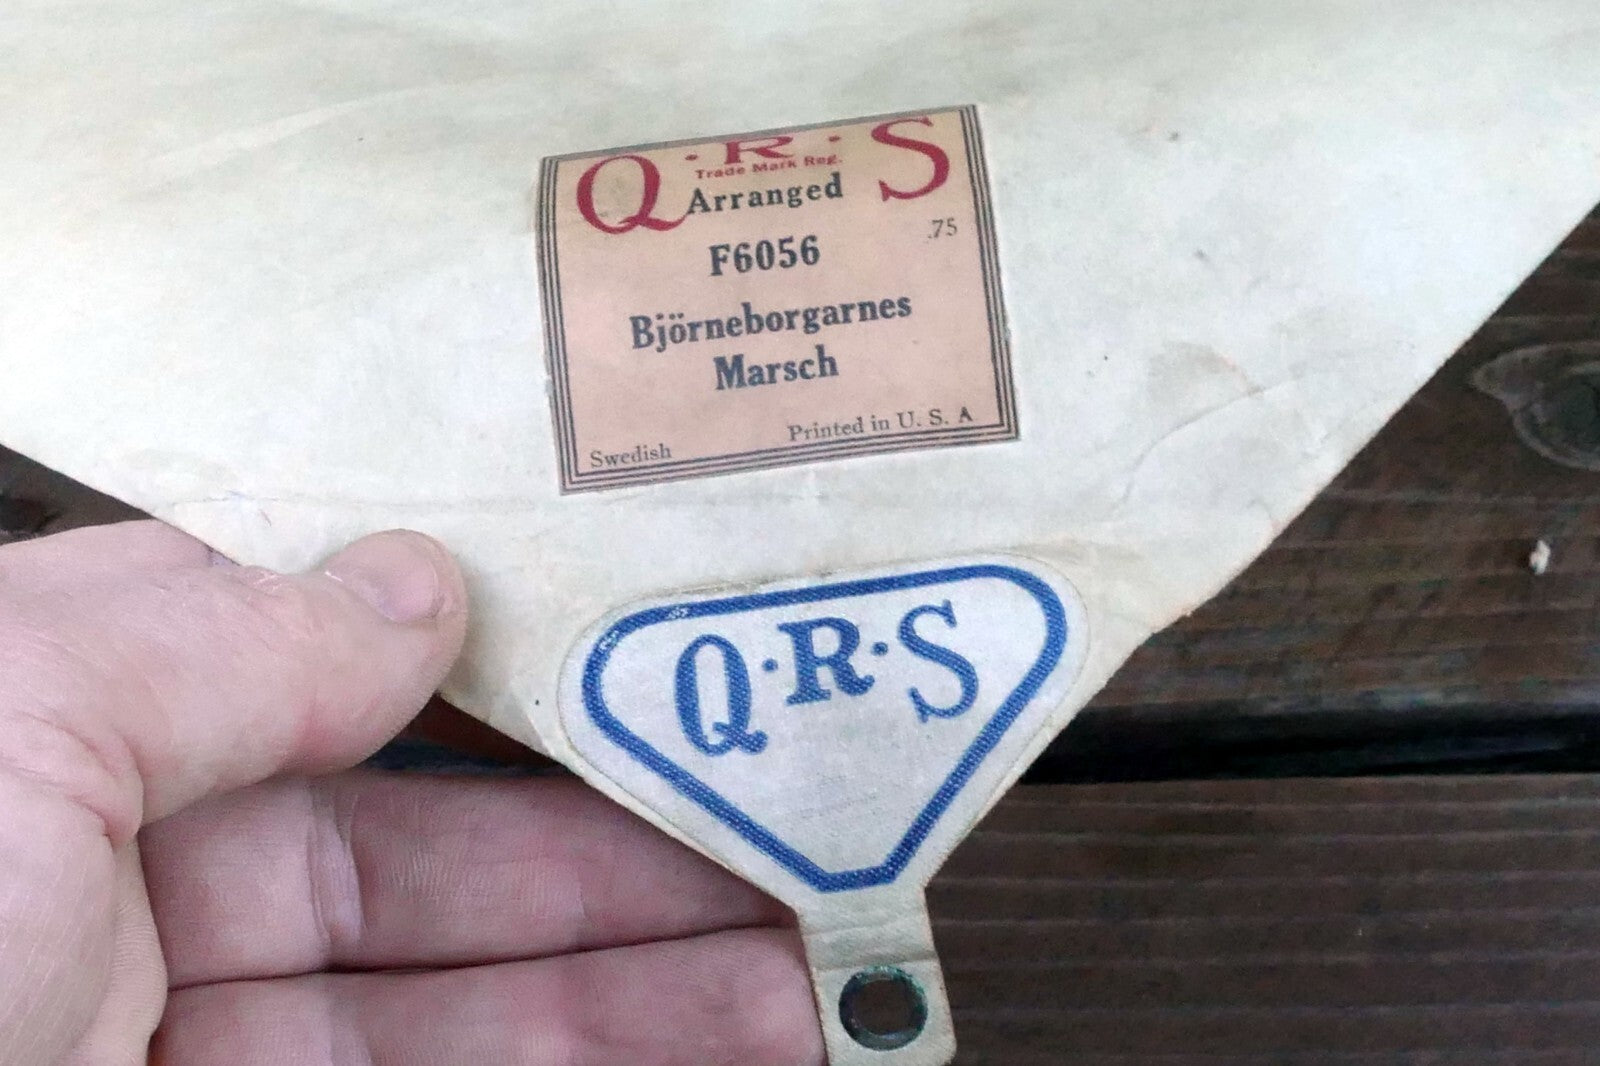 Q·R·S
Trade Mark Reg.
Arranged
.75
F6056
Björneborgarnes
Marsch
Swedish
Printed in U. S. A
Q·R·S